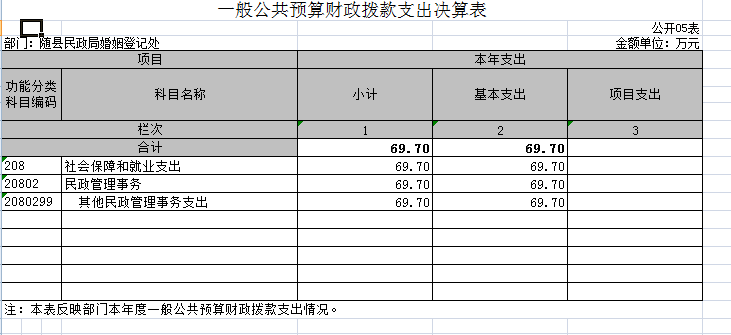 一般公共预算财政拨款支出决算表
公开05表
部门：随县民政局婚姻登记处 金额单位：万元
项目 本年支出
功能分类科目编码 科目名称 小计 基本支出 项目支出
栏次 1 2 3
合计 69.70 69.70
208 社会保障和就业支出 69.70 69.70
20802 民政管理事务 69.70 69.70
2080299 其他民政管理事务支出 69.70 69.70
注：本表反映部门本年度一般公共预算财政拨款支出情况。